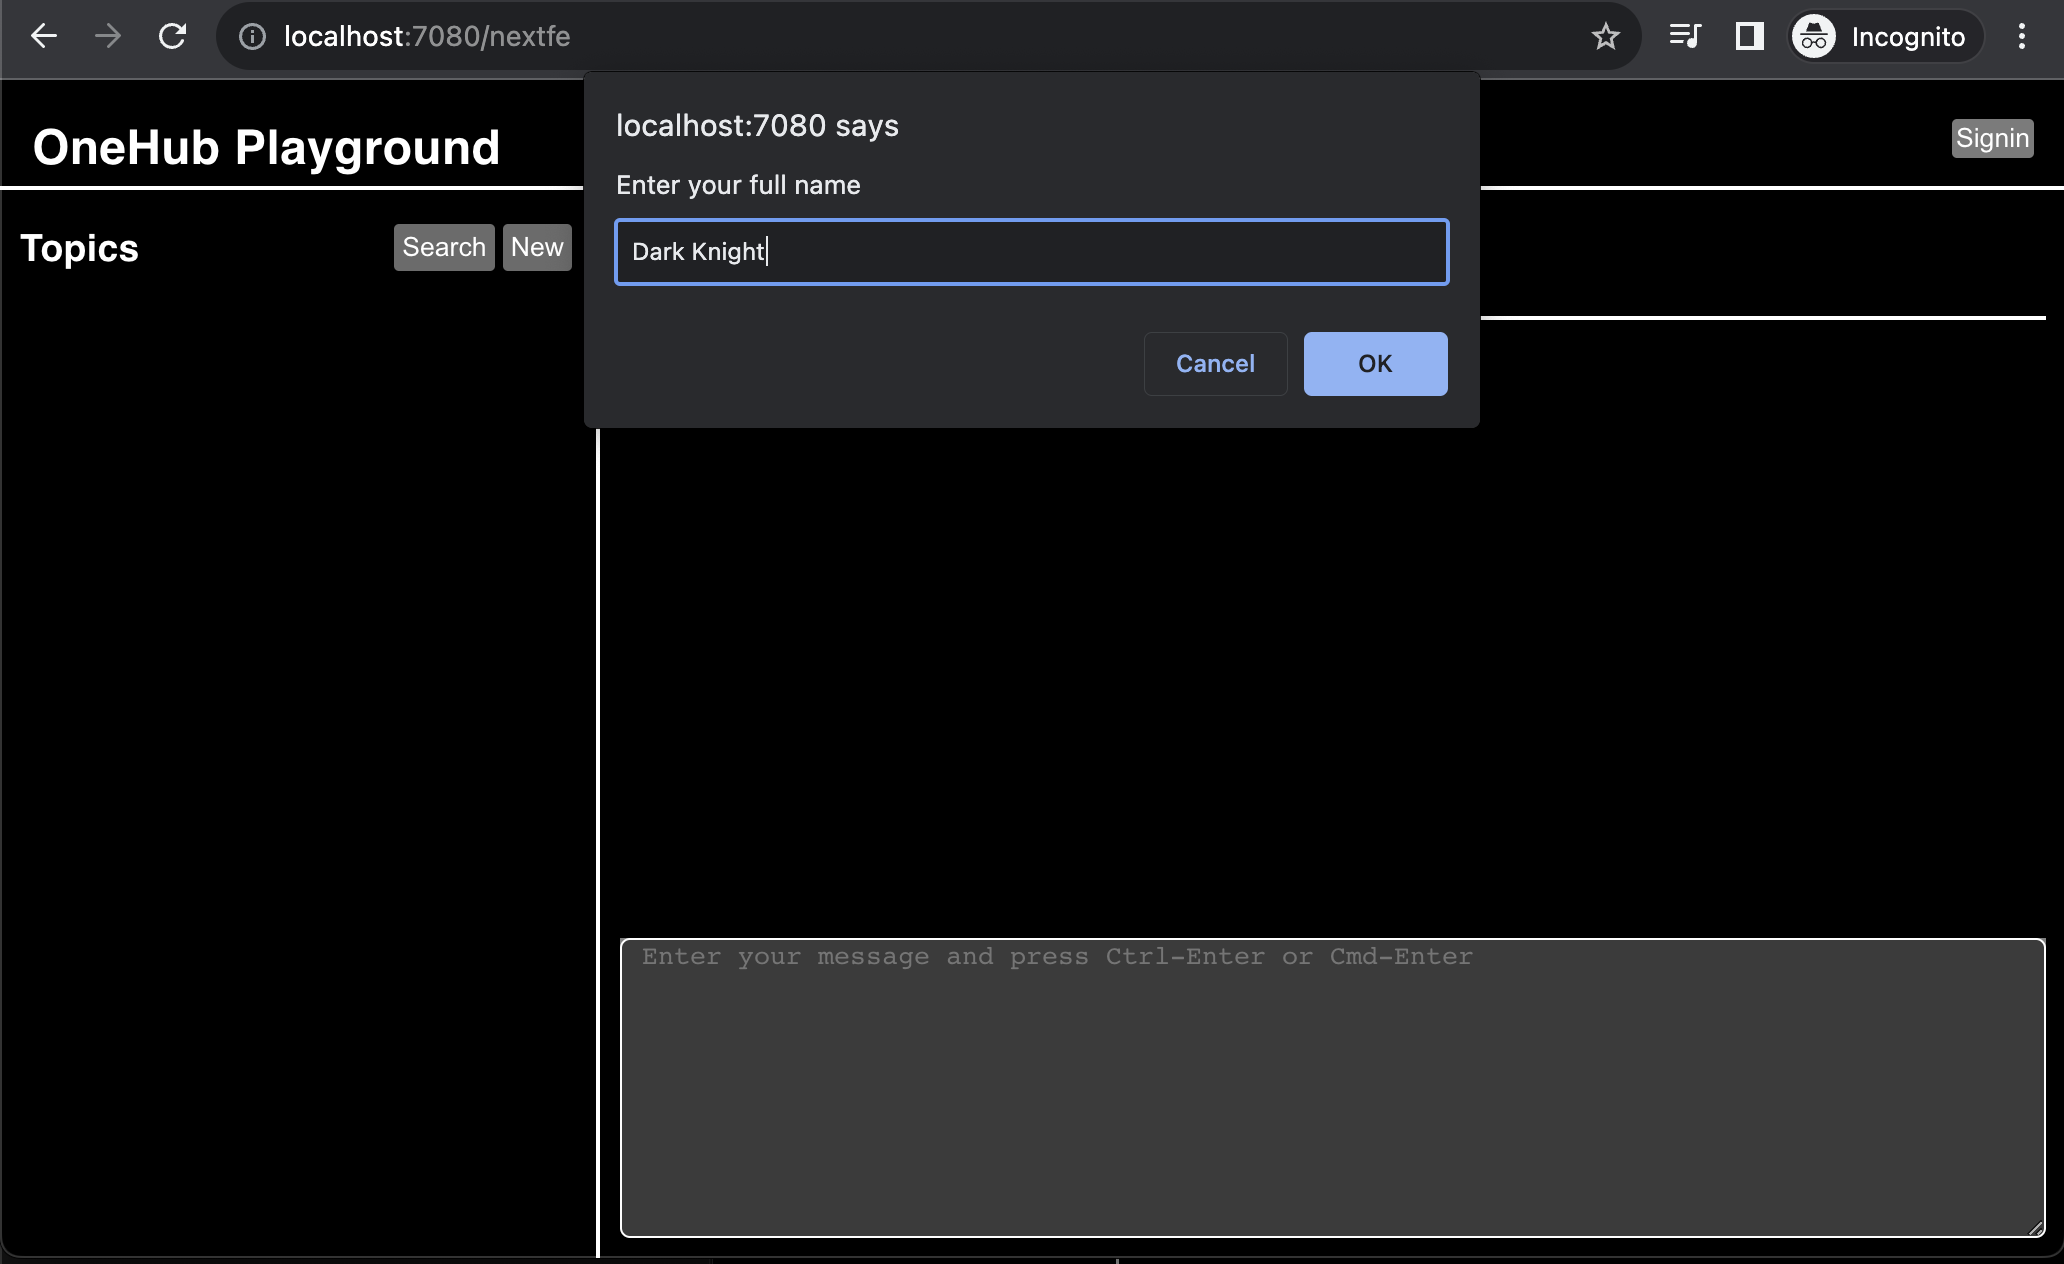 localhost:7080/nextfe
Incognito
localhost:7080 says
Enter your full name
Dark Knight
Cancel
OK
OneHub Playground
Signin
Topics
Search
New
Enter your message and press Ctrl-Enter or Cmd-Enter